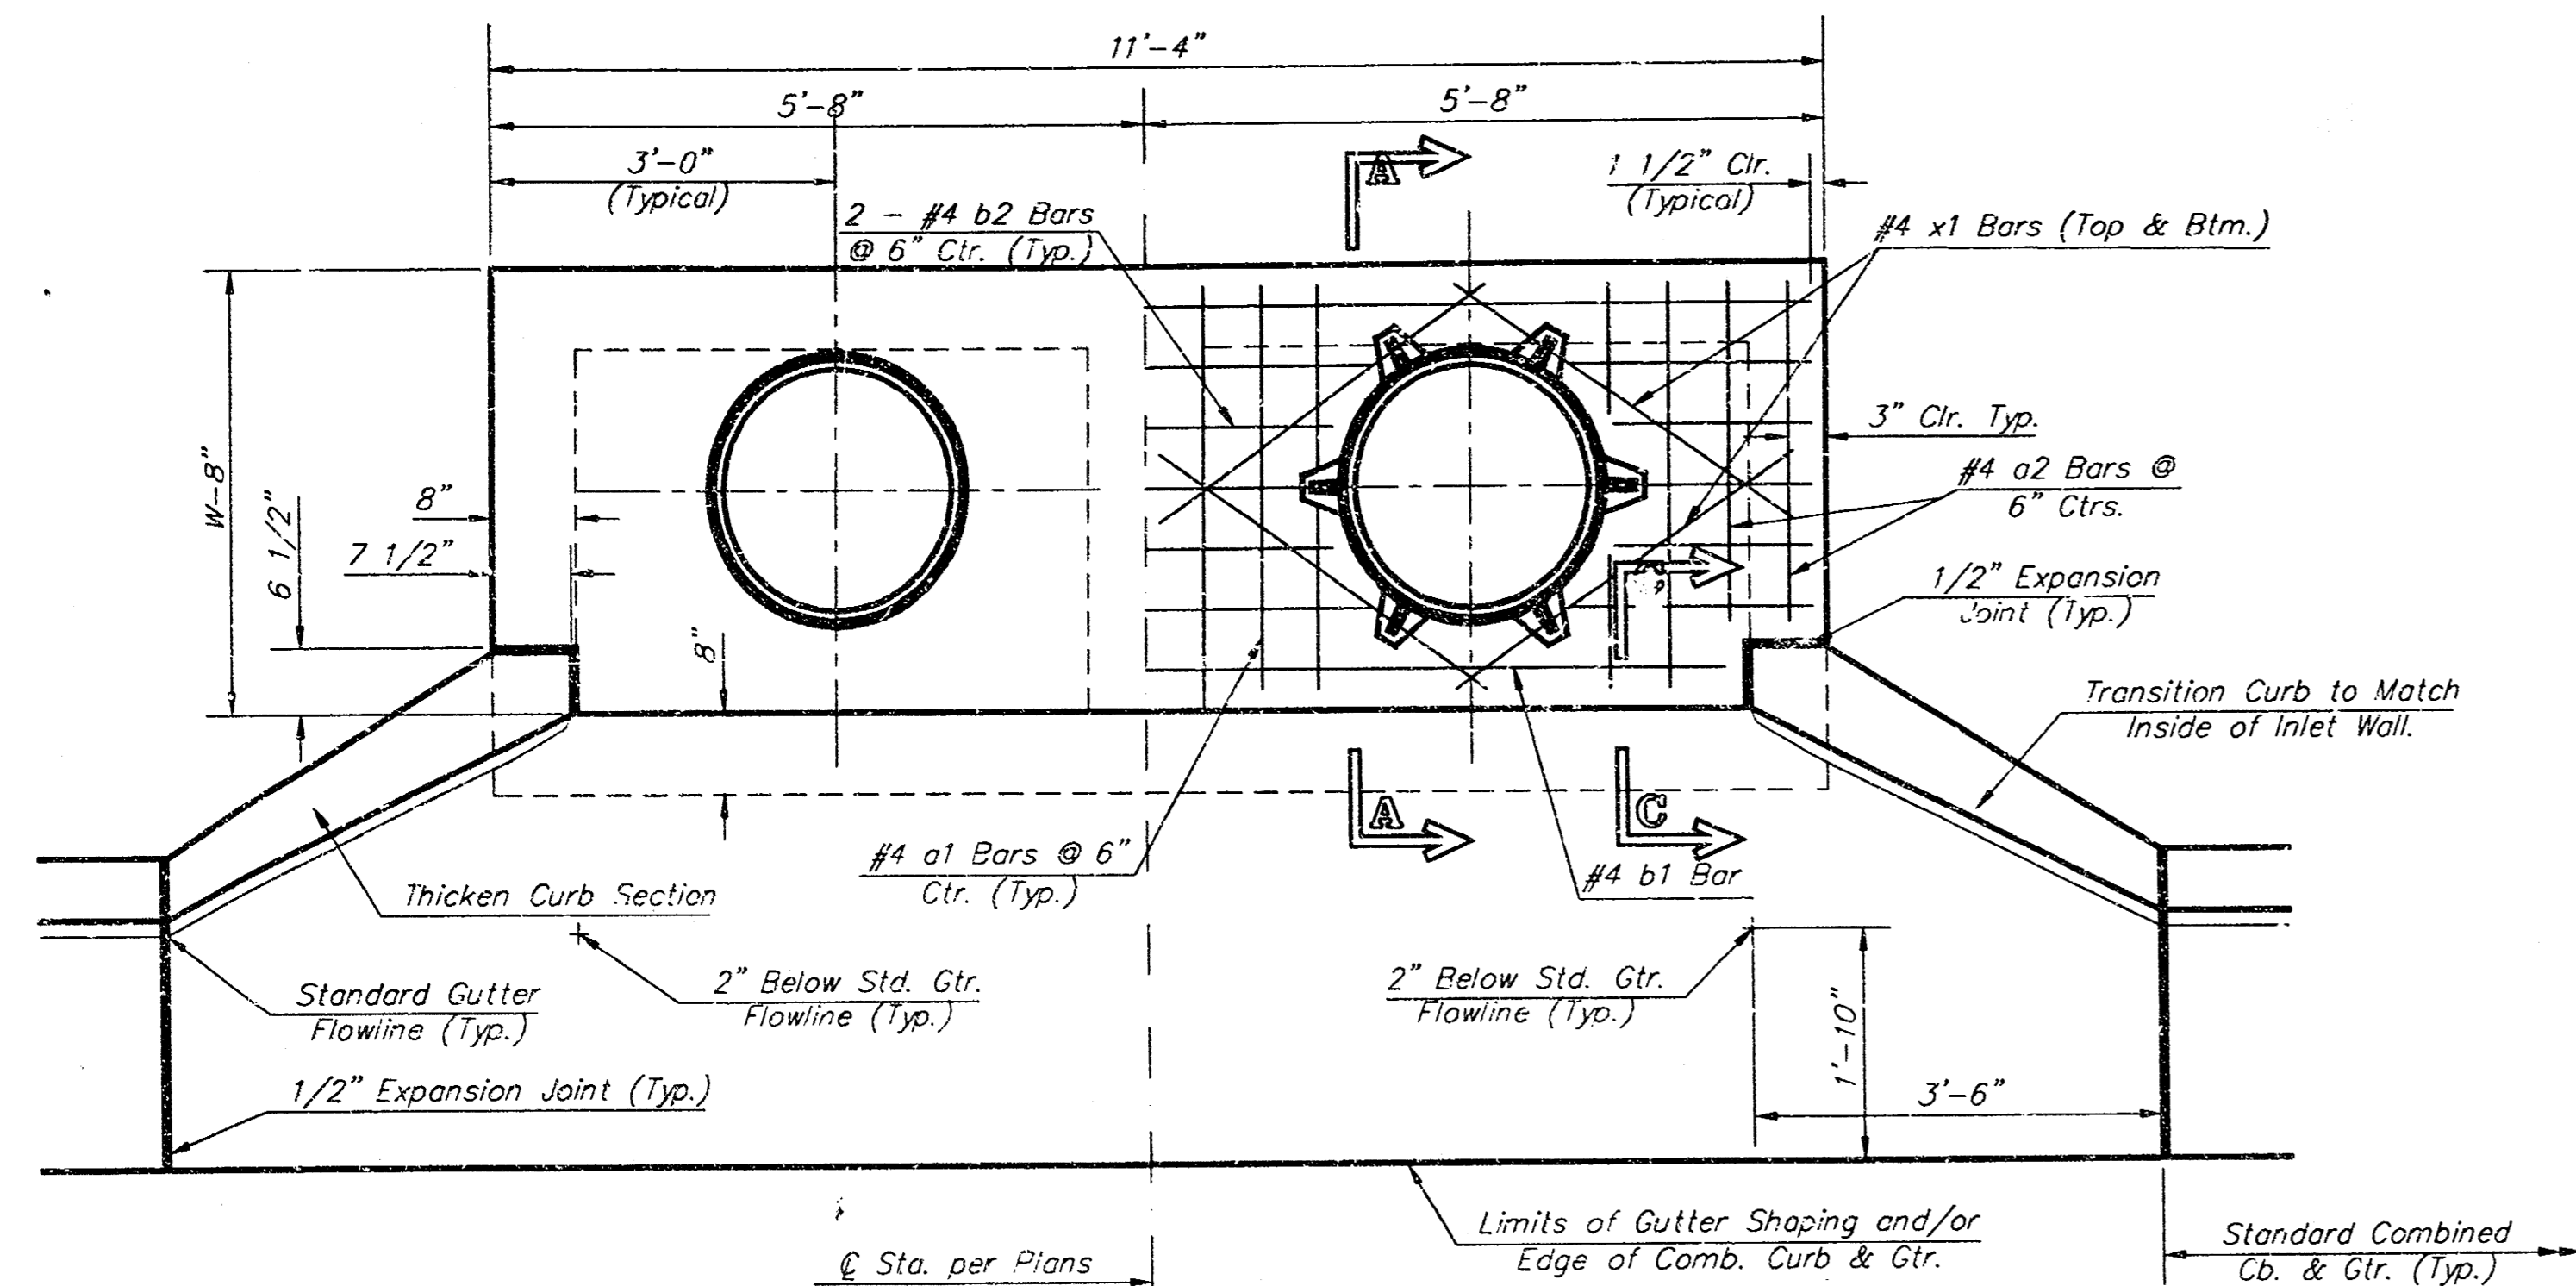 11'-4"
5'-8"
5'-8"
3'-0"
(Typical)
A
1 1/2" Clr.
(Typical)
2 - #4 b2 Bars
@ 6" Ctr. (Typ.)
#4 x1 Bars (Top & Btm.)
3" Clr. Typ.
W-8"
6 1/2"
8"
7 1/2"
#4 a2 Bars @
6" Ctrs.
1/2" Expansion
Joint (Typ.)
8"
Transition Curb to Match
Inside of Inlet Wall.
A
C
#4 a1 Bars @ 6"
Ctr. (Typ.)
#4 b1 Bar
Thicken Curb Section
Standard Gutter
Flowline (Typ.)
2" Below Std. Gtr.
Flowline (Typ.)
2" Below Std. Gtr.
Flowline (Typ.)
1'-10"
1/2" Expansion Joint (Typ.)
3'-6"
Limits of Gutter Shaping and/or
Edge of Comb. Curb & Gtr.
℄ Sta. per Plans
Standard Combined
Cb. & Gtr. (Typ.)